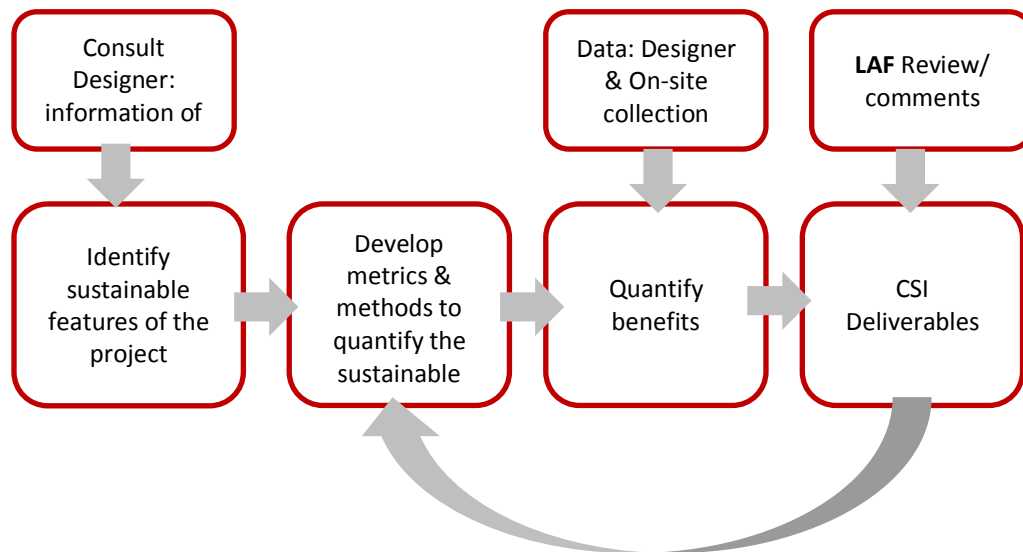 Consult
Designer:
information of
Data: Designer
& On-site
collection
LAF Review/
comments
Identify
sustainable
features of the
project
Develop
metrics &
methods to
quantify the
sustainable
Quantify
benefits
CSI
Deliverables